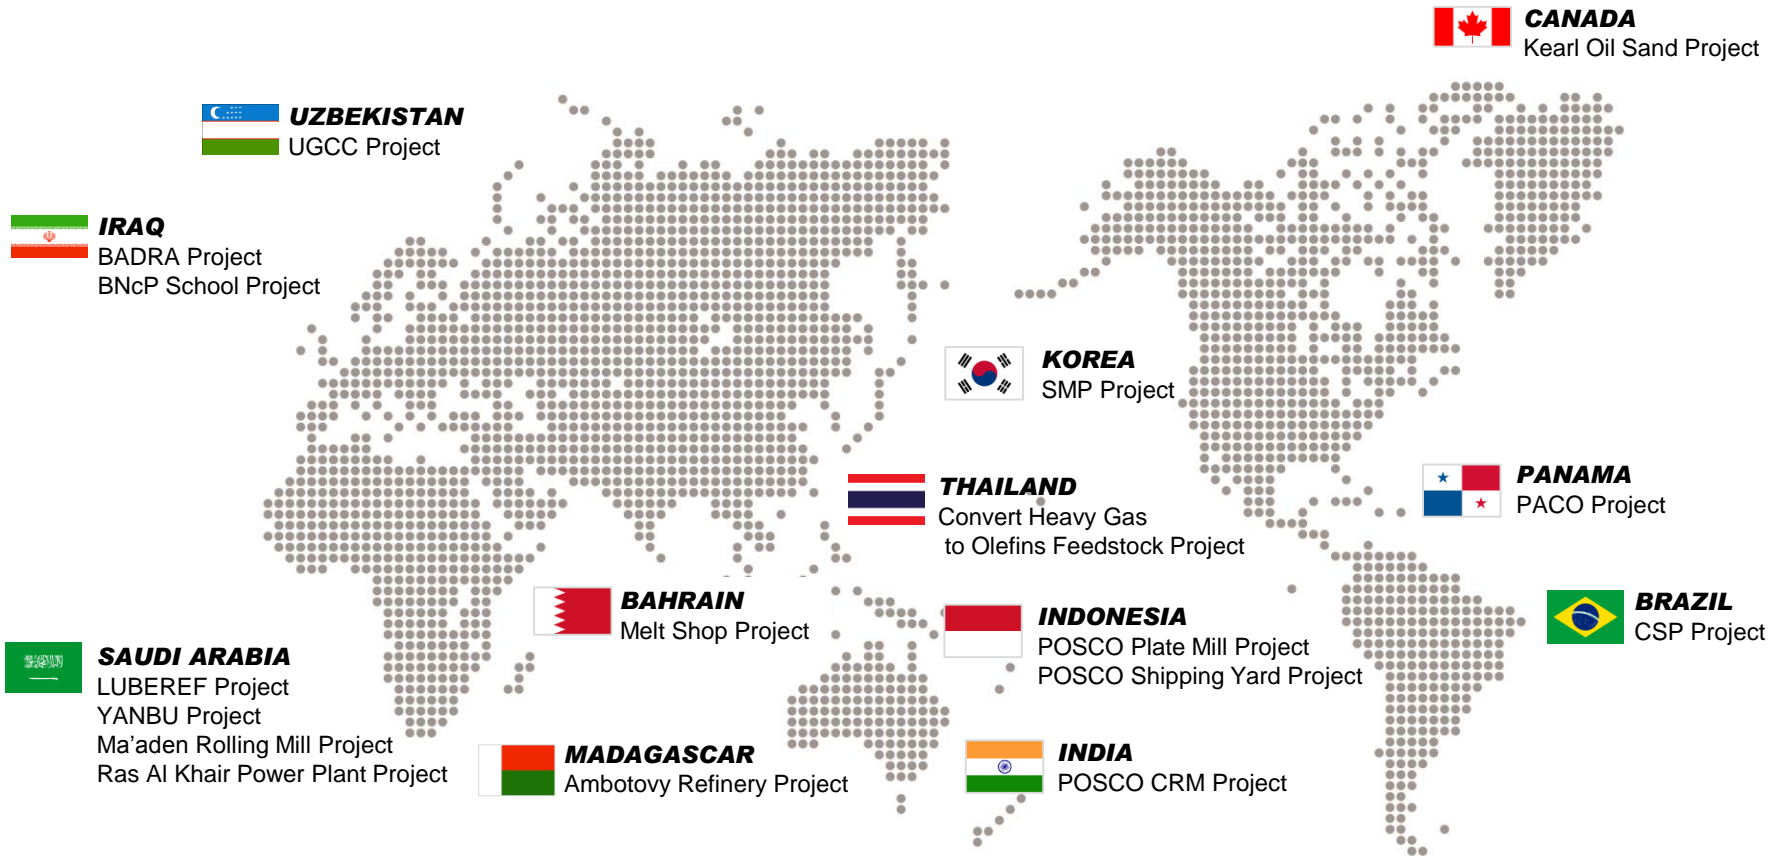 CANADA
Kearl Oil Sand Project
UZBEKISTAN
UGCC Project
IRAQ
BADRA Project
BNcP School Project
KOREA
SMP Project
THAILAND
Convert Heavy Gas
to Olefins Feedstock Project
PANAMA
PACO Project
BAHRAIN
Melt Shop Project
INDONESIA
POSCO Plate Mill Project
POSCO Shipping Yard Project
BRAZIL
CSP Project
SAUDI ARABIA
LUBEREF Project
YANBU Project
Ma’aden Rolling Mill Project
Ras Al Khair Power Plant Project
MADAGASCAR
Ambotovy Refinery Project
INDIA
POSCO CRM Project